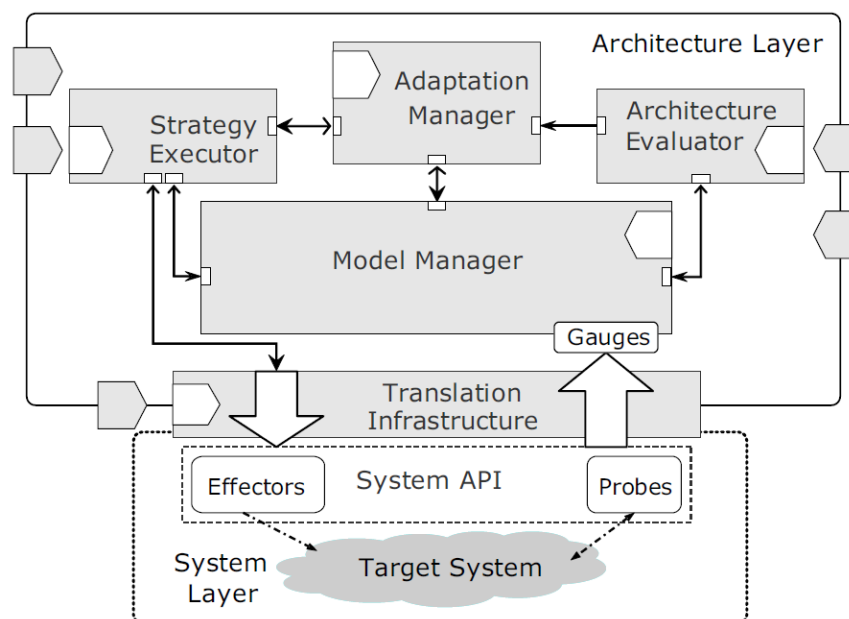 Architecture Layer
Adaptation
Manager
Strategy
Executor
Architecture
Evaluator
Model Manager
Gauges
Translation
Infrastructure
Effectors
System API
Probes
System
Layer
Target System